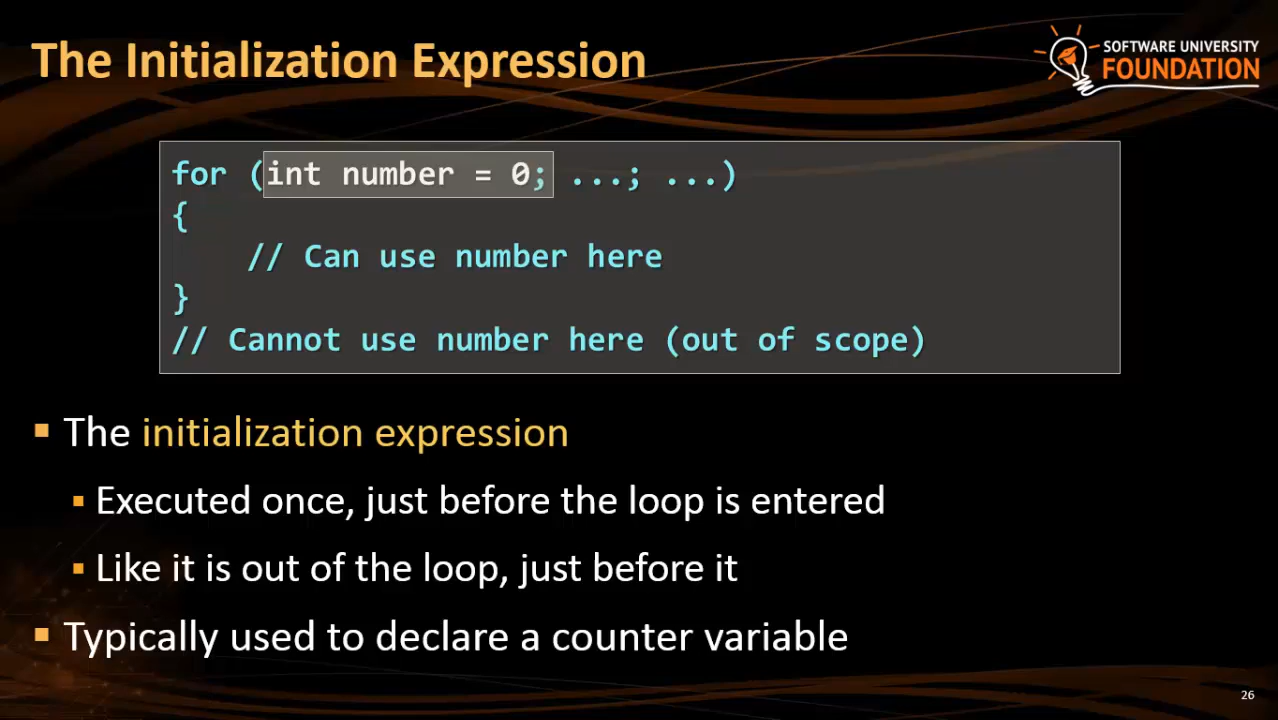 The Initialization Expression
SOFTWARE UNIVERSITY
FOUNDATION
for (int number = 0; ...; ...)
{
    // Can use number here
}
// Cannot use number here (out of scope)
▪ The initialization expression
▪ Executed once, just before the loop is entered
▪ Like it is out of the loop, just before it
▪ Typically used to declare a counter variable
26